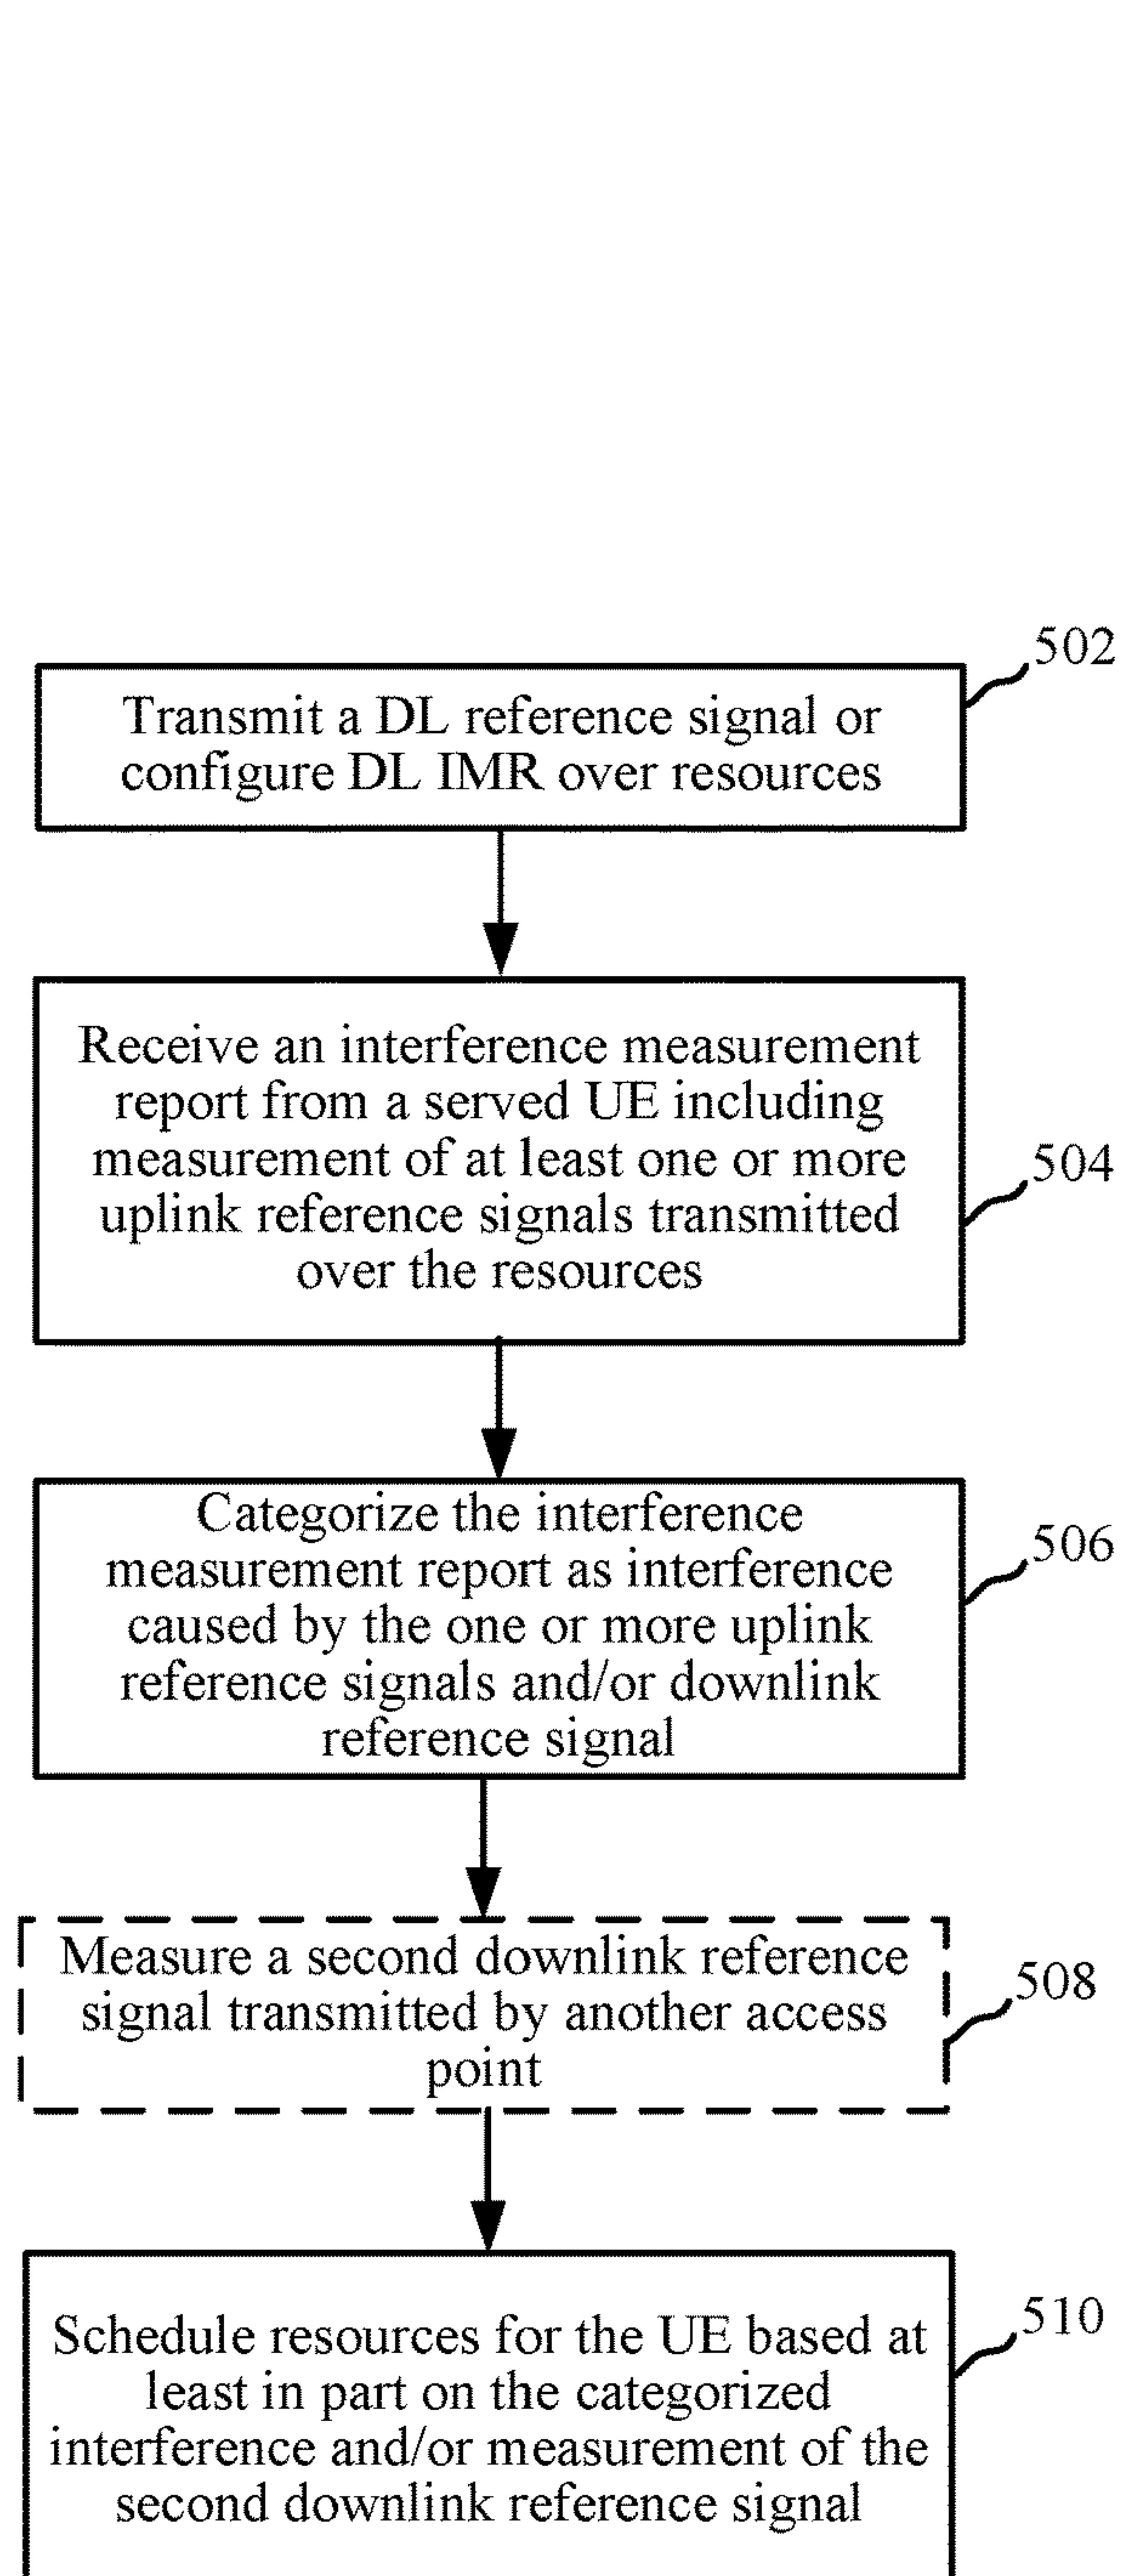 502
Transmit a DL reference signal or
configure DL IMR over resources
Receive an interference measurement
report from a served UE including
measurement of at least one or more
uplink reference signals transmitted
over the resources
504
Categorize the interference
measurement report as interference
caused by the one or more uplink
reference signals and/or downlink
reference signal
506
Measure a second downlink reference
signal transmitted by another access
point
508
Schedule resources for the UE based at
least in part on the categorized
interference and/or measurement of the
second downlink reference signal
510